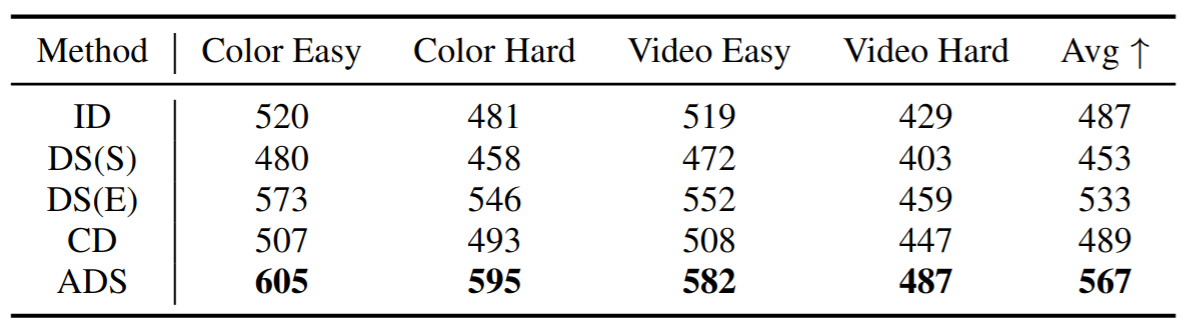 Method Color Easy Color Hard Video Easy Video Hard Avg ↑
ID 520 481 519 429 487
DS(S) 480 458 472 403 453
DS(E) 573 546 552 459 533
CD 507 493 508 447 489
ADS 605 595 582 487 567